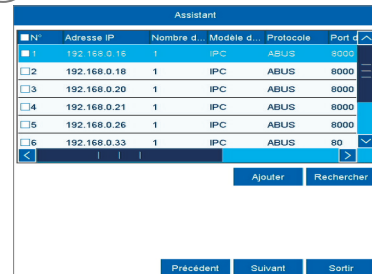 Assistant
N° Adresse IP Nombre d... Modèle d... Protocole Port d
1 192.168.0.16 1 IPC ABUS 8000
2 192.168.0.18 1 IPC ABUS 8000
3 192.168.0.20 1 IPC ABUS 8000
4 192.168.0.21 1 IPC ABUS 8000
5 192.168.0.26 1 IPC ABUS 8000
6 192.168.0.33 1 IPC ABUS 80
Ajouter Rechercher
Précédent Suivant Sortir